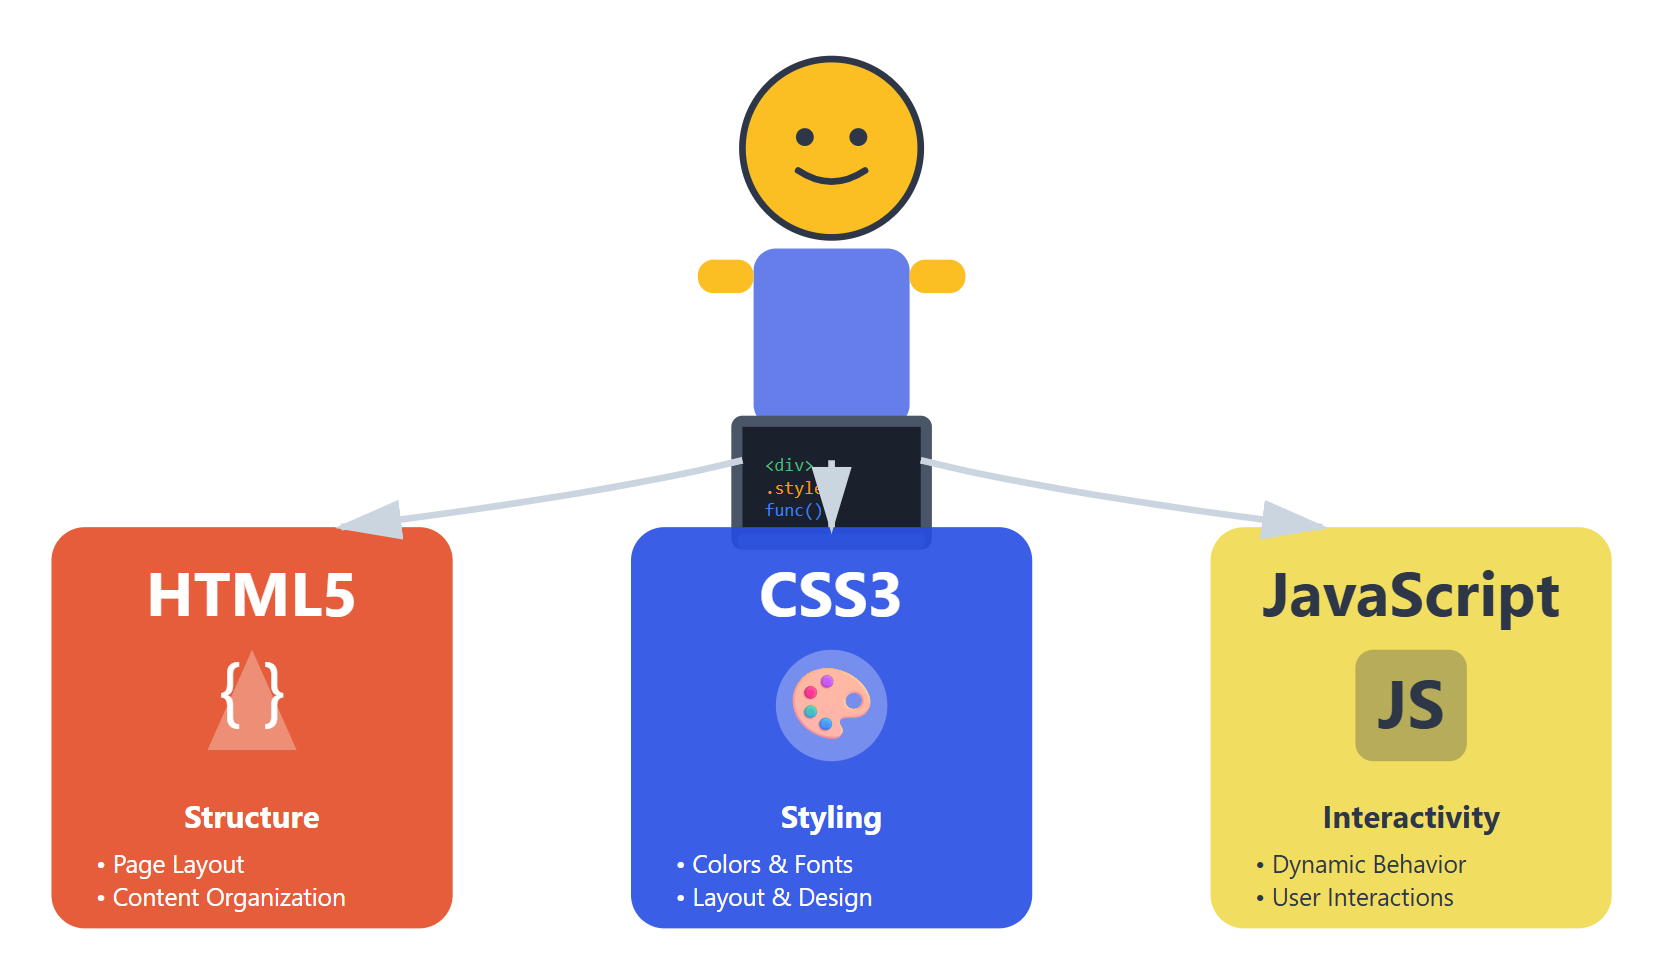 <div>
.style
func()
HTML5
{ }
Structure
• Page Layout
• Content Organization
CSS3
Styling
• Colors & Fonts
• Layout & Design
JavaScript
JS
Interactivity
• Dynamic Behavior
• User Interactions